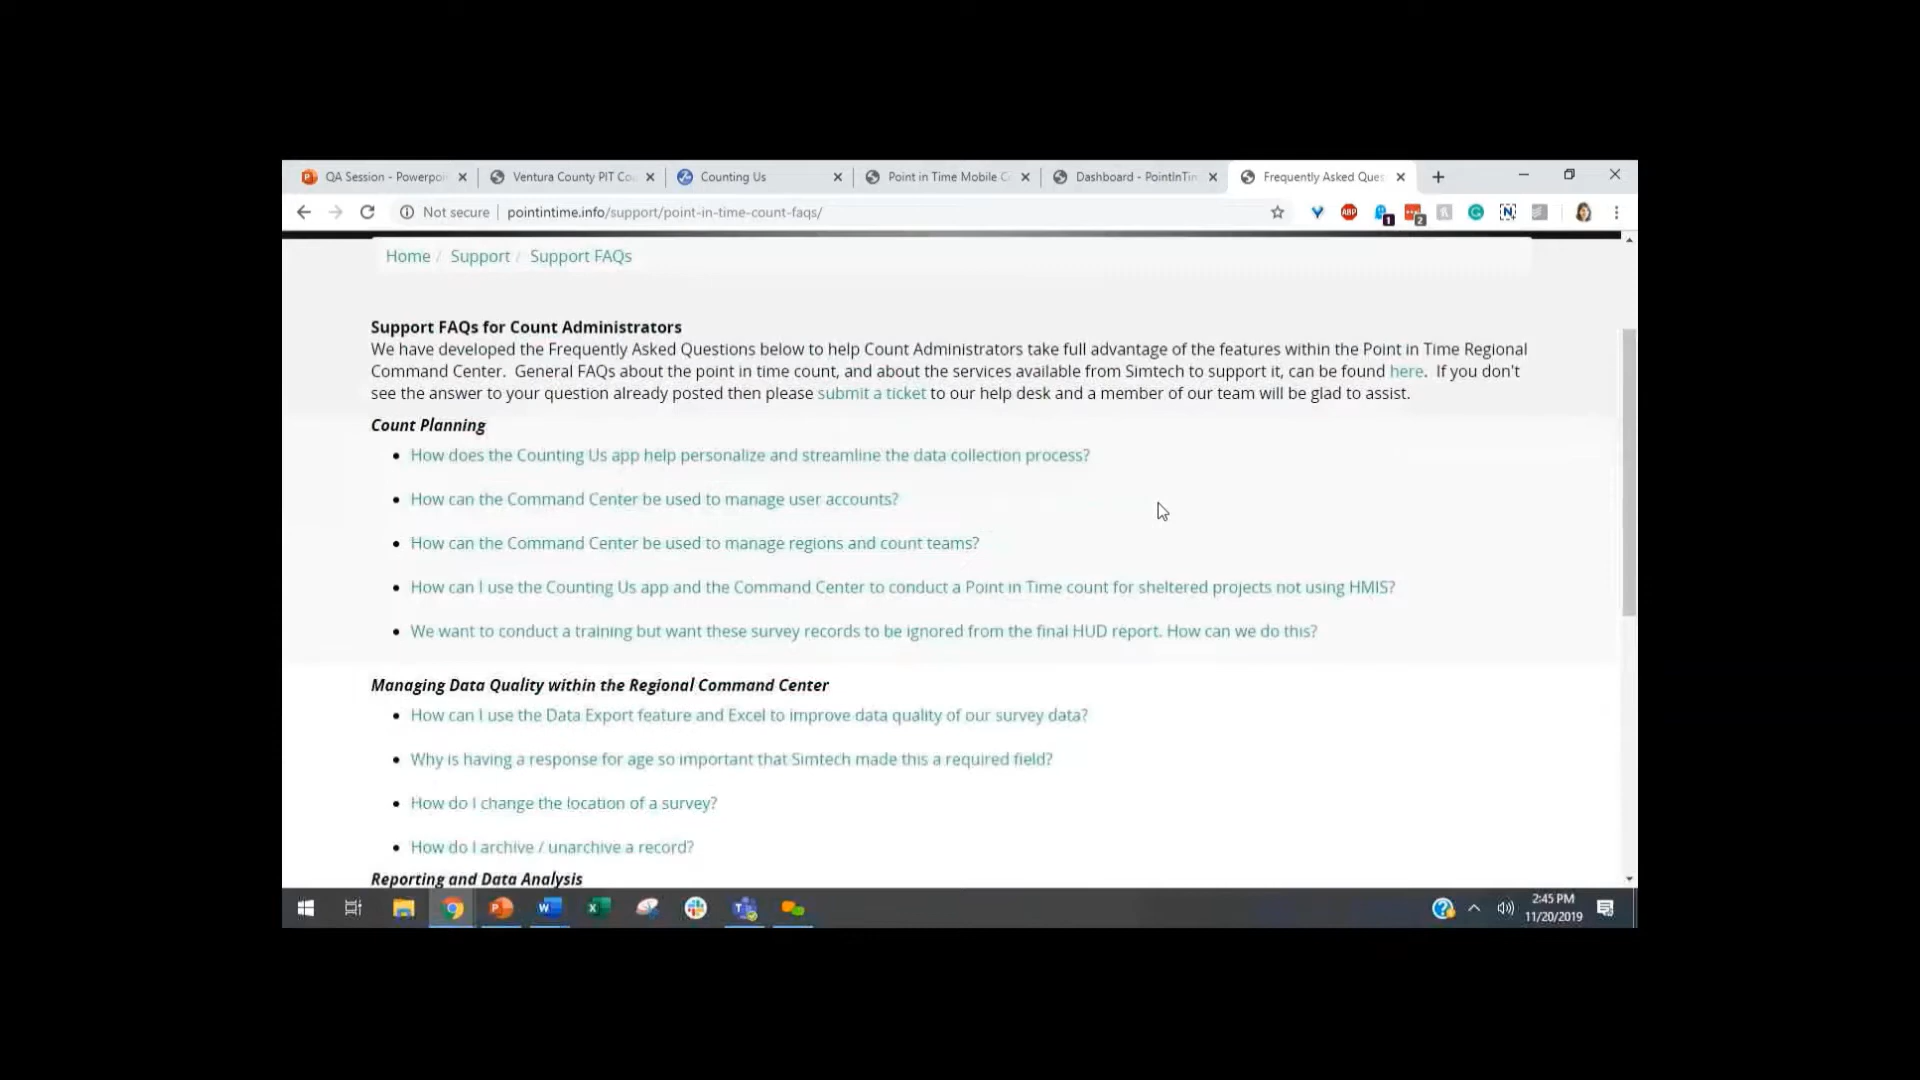 QA Session - Powerpoi
Ventura County PIT Co
Counting Us
Point in Time Mobile C
Dashboard - PointInTi
Frequently Asked Ques
Not secure | pointintime.info/support/point-in-time-count-faqs/
ABP
1
2
N
Home / Support / Support FAQs
Support FAQs for Count Administrators
We have developed the Frequently Asked Questions below to help Count Administrators take full advantage of the features within the Point in Time Regional
Command Center. General FAQs about the point in time count, and about the services available from Simtech to support it, can be found here. If you don't
see the answer to your question already posted then please submit a ticket to our help desk and a member of our team will be glad to assist.
Count Planning
• How does the Counting Us app help personalize and streamline the data collection process?
• How can the Command Center be used to manage user accounts?
• How can the Command Center be used to manage regions and count teams?
• How can I use the Counting Us app and the Command Center to conduct a Point in Time count for sheltered projects not using HMIS?
• We want to conduct a training but want these survey records to be ignored from the final HUD report. How can we do this?
Managing Data Quality within the Regional Command Center
• How can I use the Data Export feature and Excel to improve data quality of our survey data?
• Why is having a response for age so important that Simtech made this a required field?
• How do I change the location of a survey?
• How do I archive / unarchive a record?
Reporting and Data Analysis
2:45 PM
11/20/2019